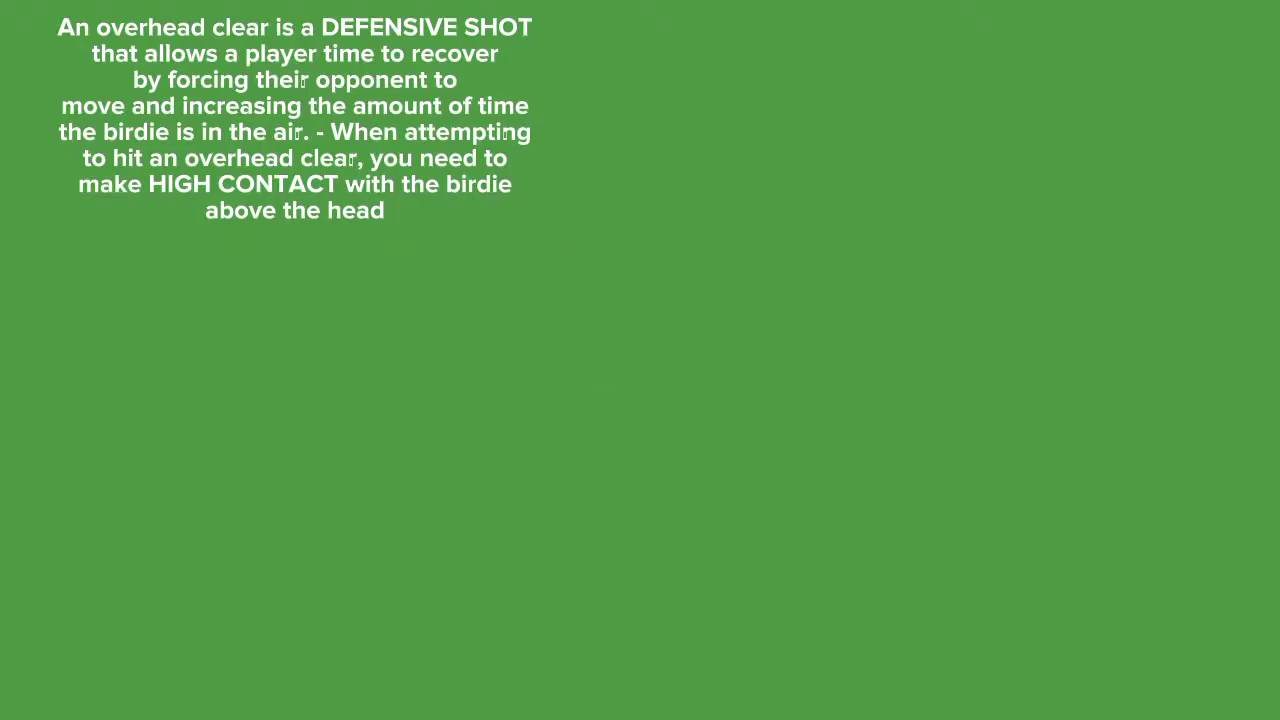 An overhead clear is a DEFENSIVE SHOT
that allows a player time to recover
by forcing their opponent to
move and increasing the amount of time
the birdie is in the air. - When attempting
to hit an overhead clear, you need to
make HIGH CONTACT with the birdie
above the head